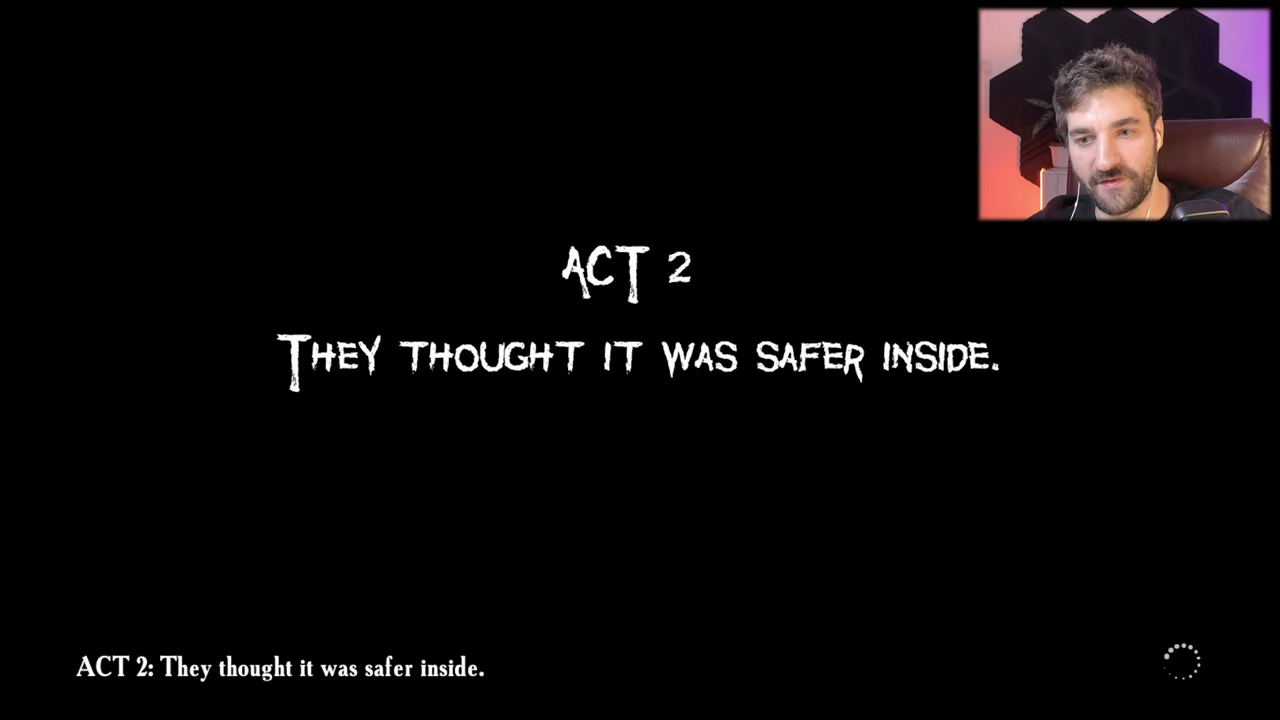 ACT 2
They thought it was safer inside.
ACT 2: They thought it was safer inside.